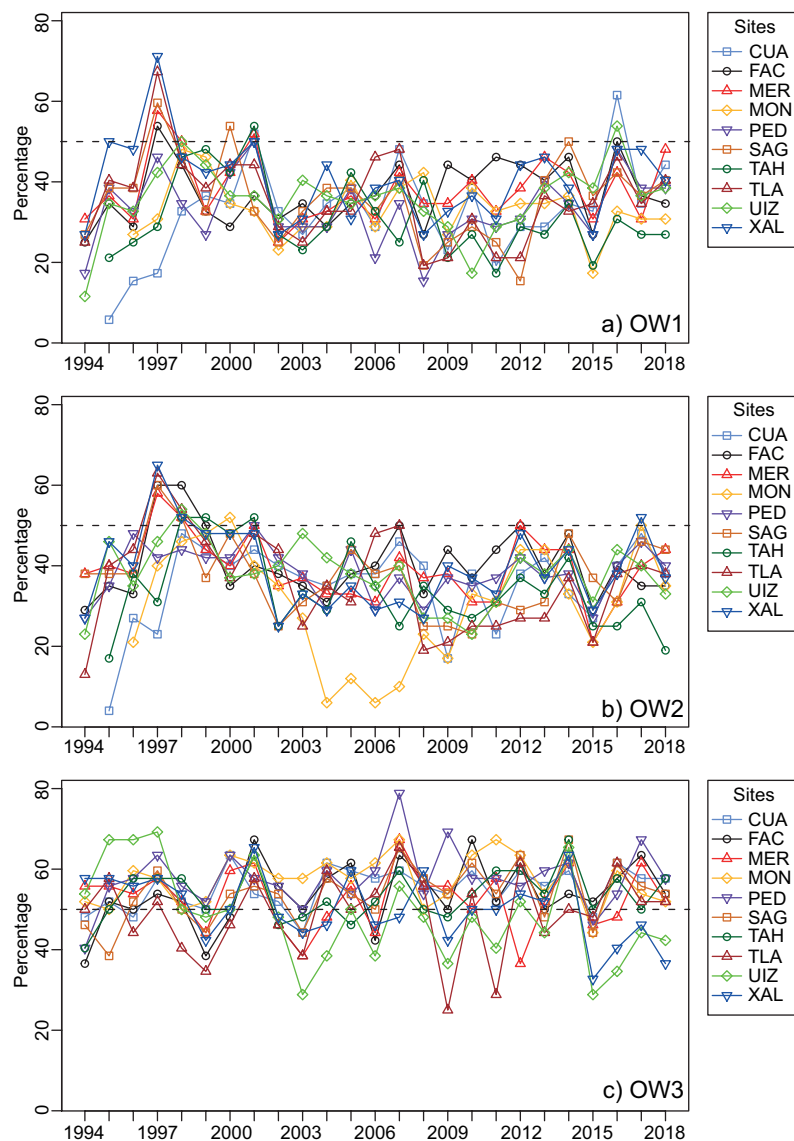 80
60
40
20
0
Percentage
1994 1997 2000 2003 2006 2009 2012 2015 2018
a) OW1
Sites
CUA
FAC
MER
MON
PED
SAG
TAH
TLA
UIZ
XAL
80
60
40
20
0
Percentage
1994 1997 2000 2003 2006 2009 2012 2015 2018
b) OW2
Sites
CUA
FAC
MER
MON
PED
SAG
TAH
TLA
UIZ
XAL
80
60
40
20
0
Percentage
1994 1997 2000 2003 2006 2009 2012 2015 2018
c) OW3
Sites
CUA
FAC
MER
MON
PED
SAG
TAH
TLA
UIZ
XAL